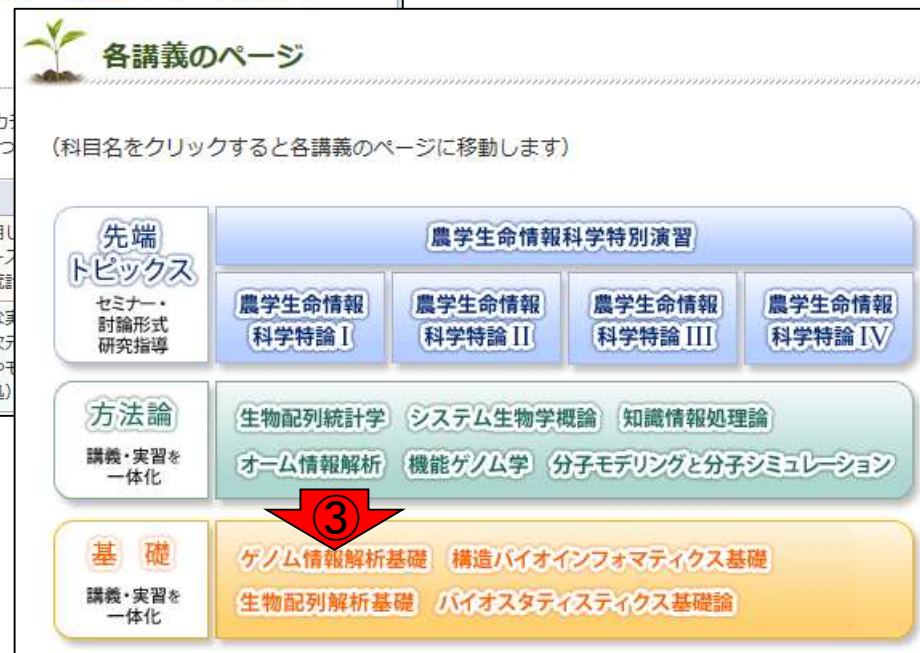 各講義のページ
(科目名をクリックすると各講義のページに移動します)
先端
トピックス
セミナー・
討論形式
研究指導
農学生命情報科学特別演習
農学生命情報
科学特論 I
農学生命情報
科学特論 II
農学生命情報
科学特論 III
農学生命情報
科学特論 IV
方法論
講義・実習を
一体化
生物配列統計学 システム生物学概論 知識情報処理論
オーム情報解析 機能ゲノム学 分子モデリングと分子シミュレーション
③
基 礎
講義・実習を
一体化
ゲノム情報解析基礎 構造バイオインフォマティクス基礎
生物配列解析基礎 バイオスタティスティクス基礎論